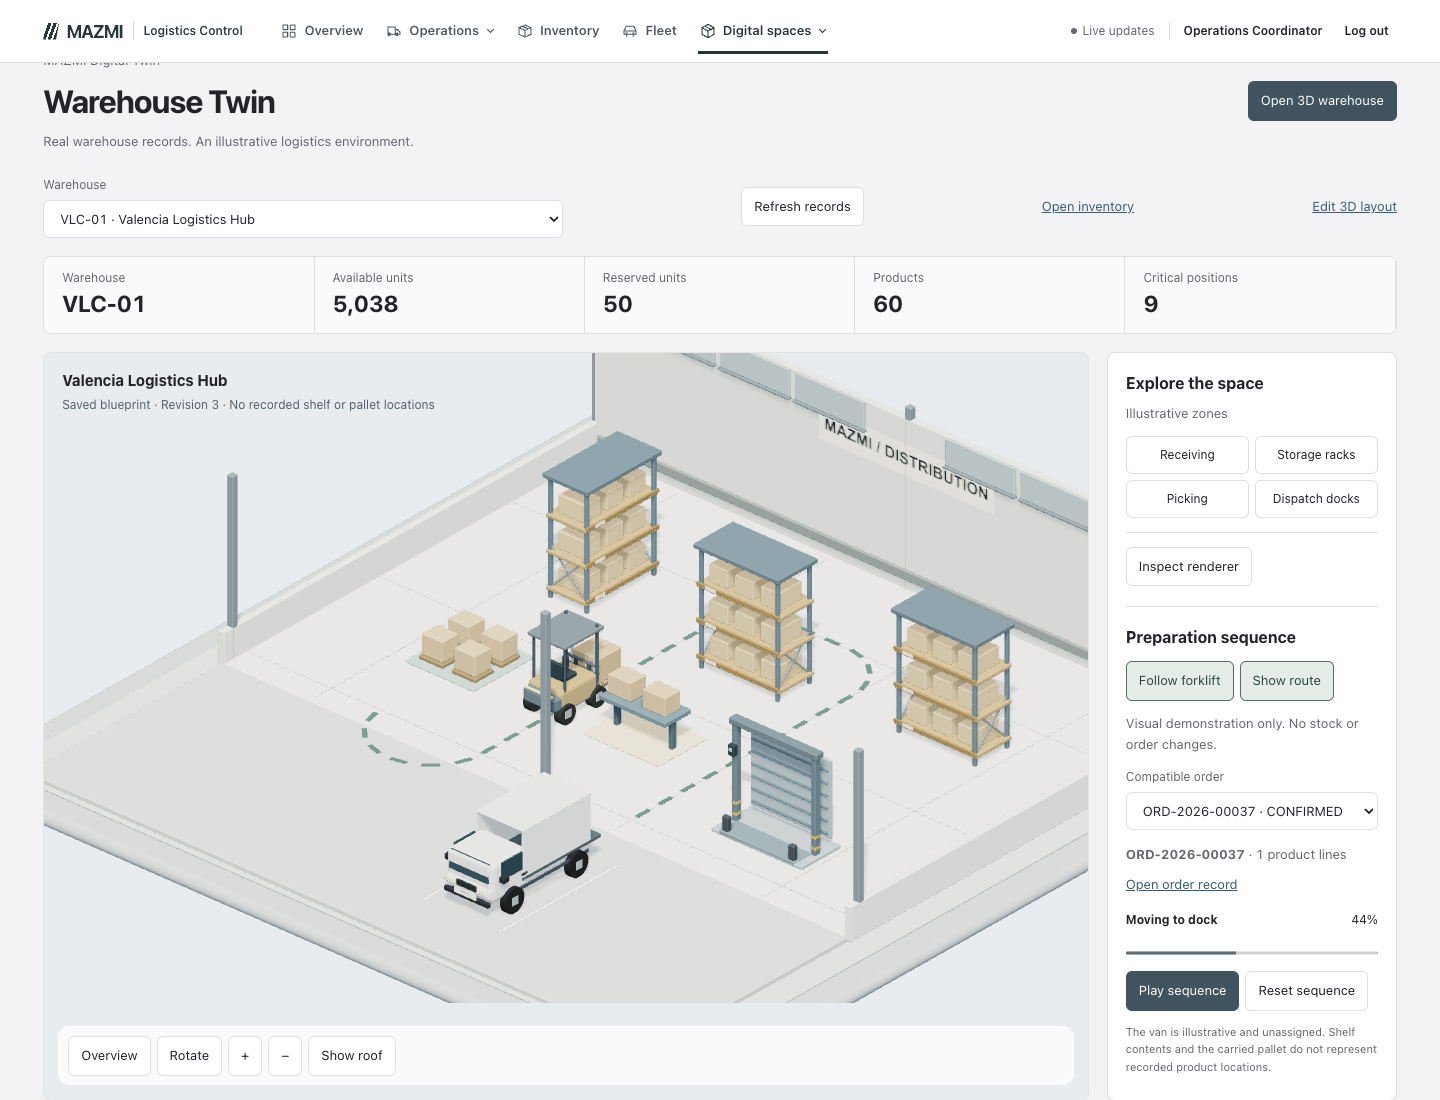 MAZMI
Logistics Control
Overview
Operations
Inventory
Fleet
Digital spaces
Live updates
Operations Coordinator
Log out
MAZMI Digital Twin
Warehouse Twin
Open 3D warehouse
Real warehouse records. An illustrative logistics environment.
Warehouse
VLC-01 · Valencia Logistics Hub
Refresh records
Open inventory
Edit 3D layout
Warehouse
VLC-01
Available units
5,038
Reserved units
50
Products
60
Critical positions
9
Valencia Logistics Hub
Saved blueprint · Revision 3 · No recorded shelf or pallet locations
MAZMI / DISTRIBUTION
Overview
Rotate
+
−
Show roof
Explore the space
Illustrative zones
Receiving
Storage racks
Picking
Dispatch docks
Inspect renderer
Preparation sequence
Follow forklift
Show route
Visual demonstration only. No stock or
order changes.
Compatible order
ORD-2026-00037 · CONFIRMED
ORD-2026-00037 · 1 product lines
Open order record
Moving to dock
44%
Play sequence
Reset sequence
The van is illustrative and unassigned. Shelf
contents and the carried pallet do not represent
recorded product locations.